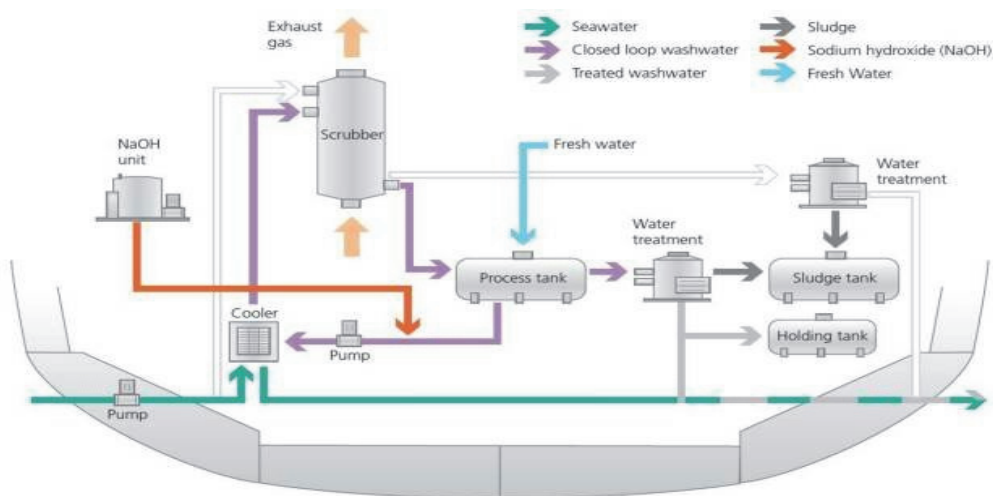 Exhaust
gas
Seawater
Closed loop washwater
Treated washwater
Sludge
Sodium hydroxide (NaOH)
Fresh Water
NaOH
unit
Scrubber
Fresh water
Water
treatment
Water
treatment
Process tank
Sludge tank
Cooler
Pump
Holding tank
Pump